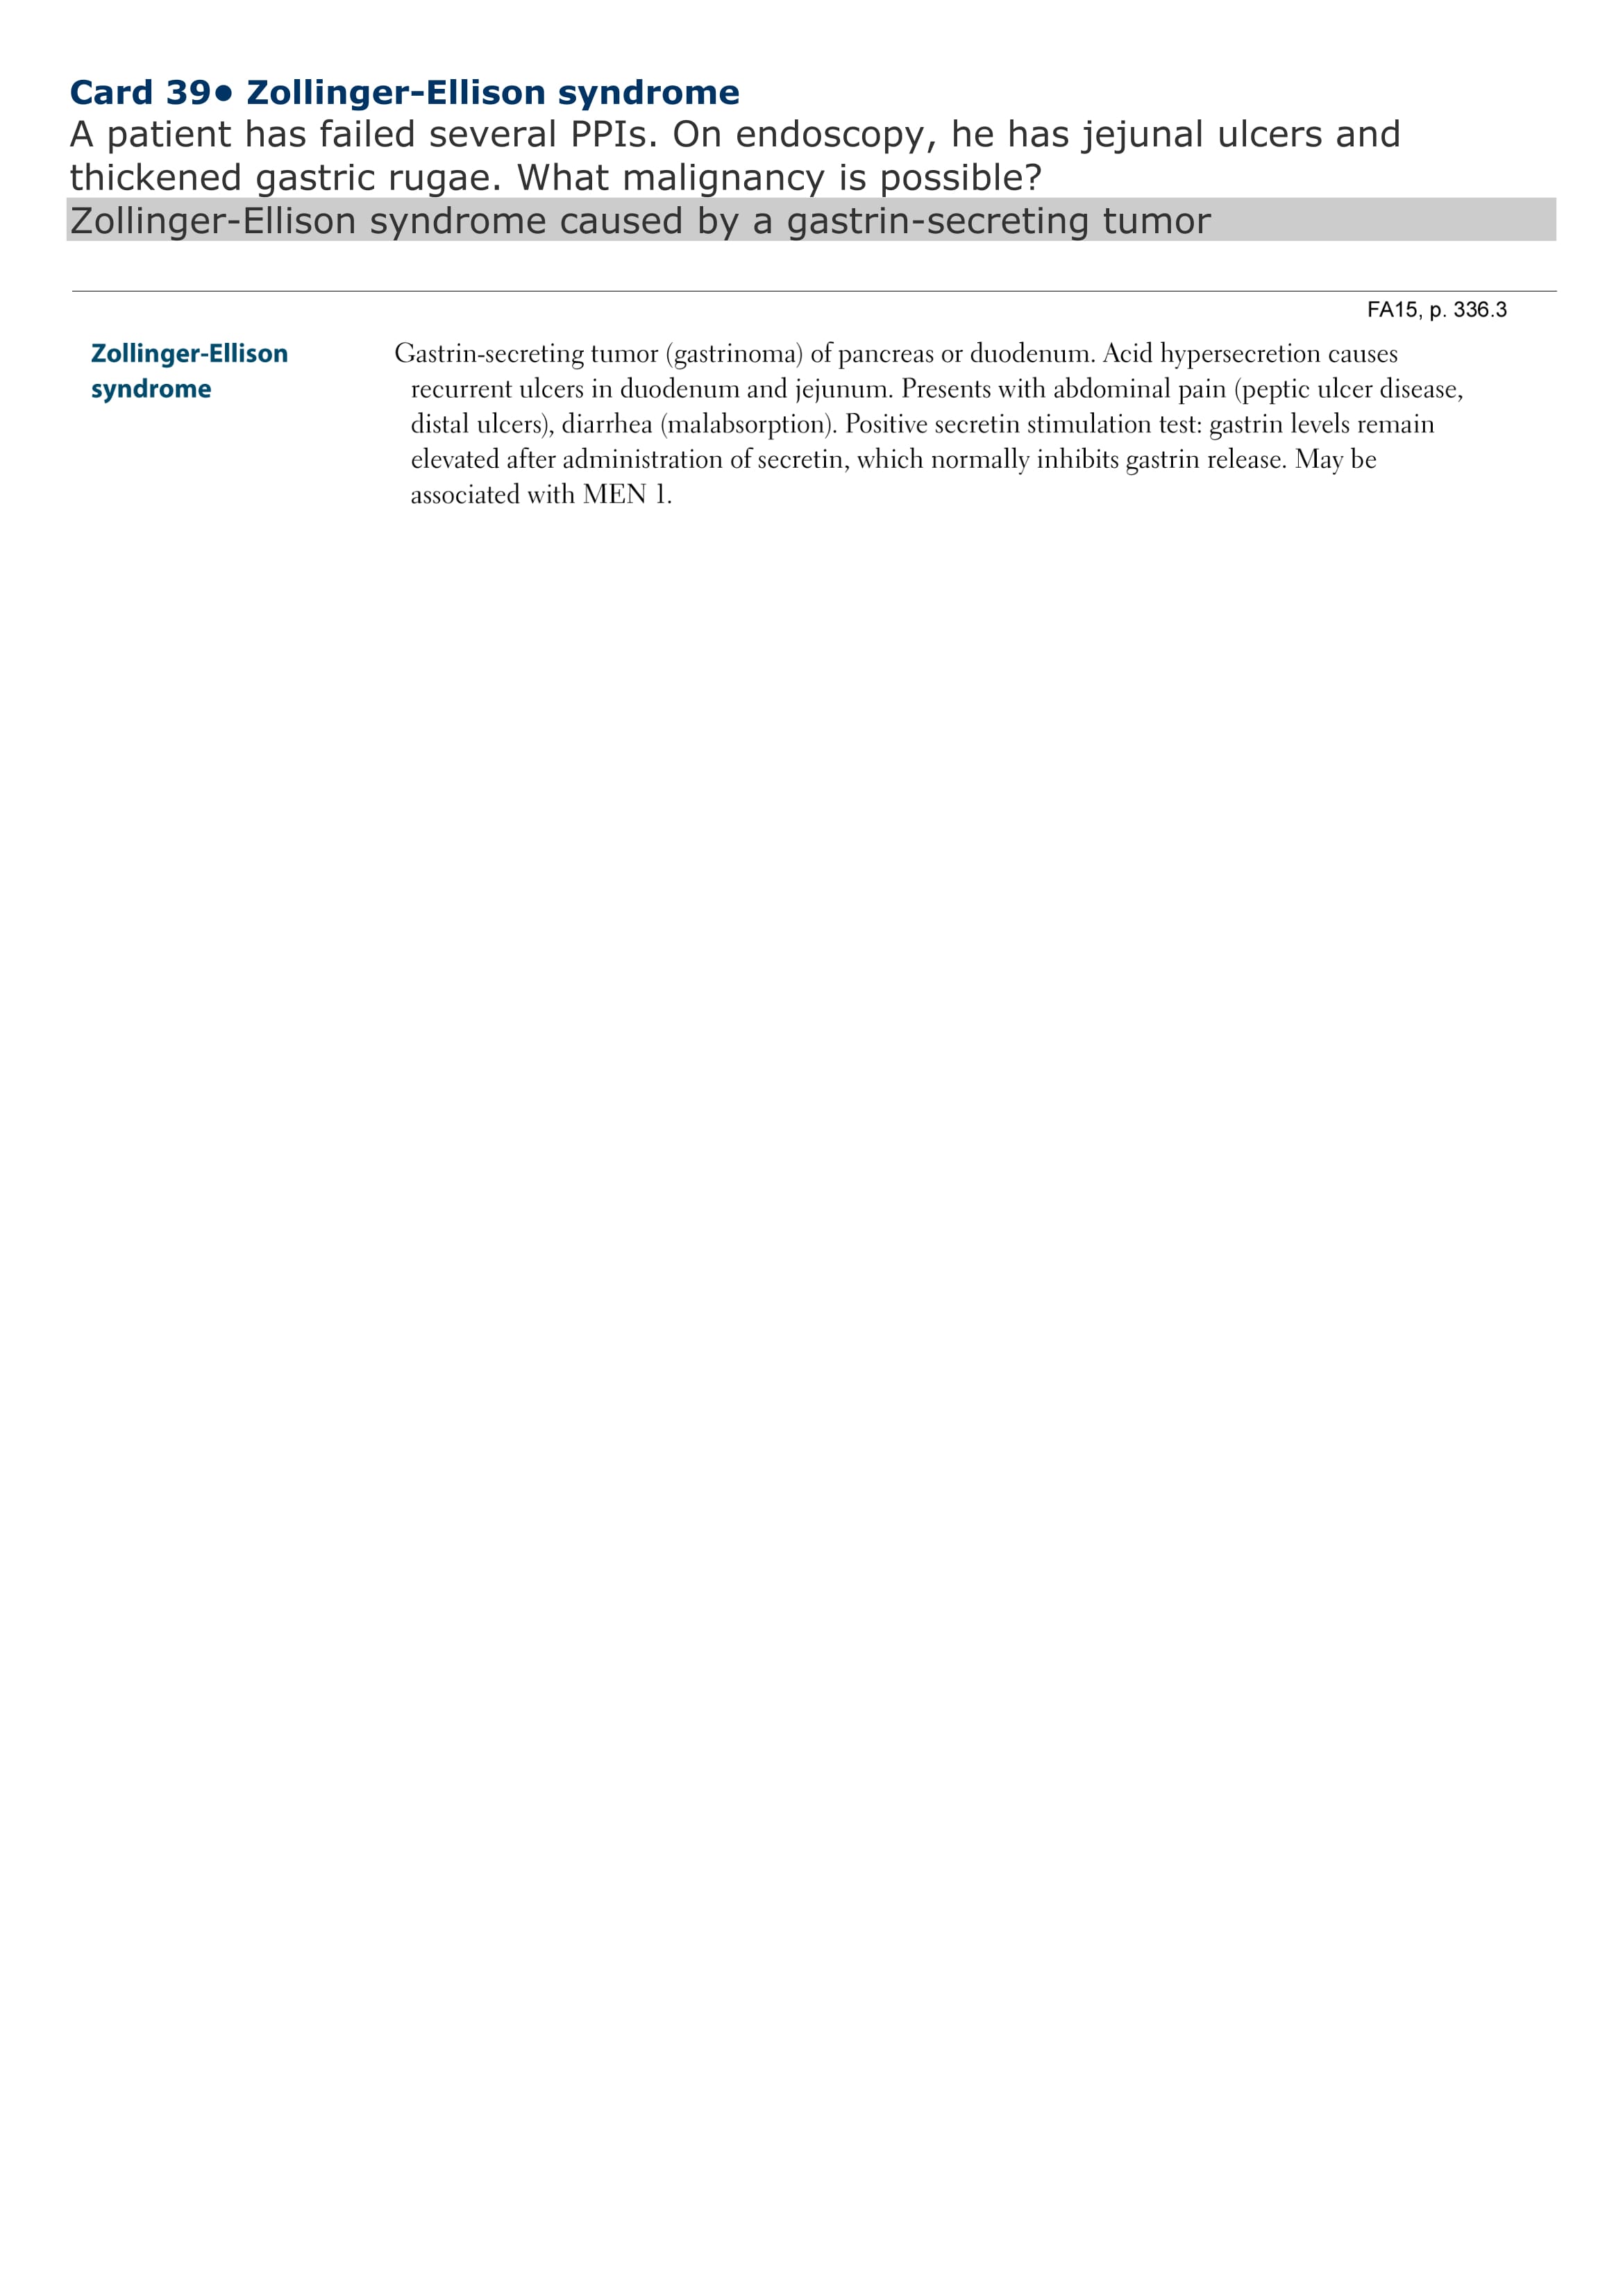 Card 39● Zollinger-Ellison syndrome
A patient has failed several PPIs. On endoscopy, he has jejunal ulcers and
thickened gastric rugae. What malignancy is possible?
Zollinger-Ellison syndrome caused by a gastrin-secreting tumor
FA15, p. 336.3
Zollinger-Ellison
syndrome
Gastrin-secreting tumor (gastrinoma) of pancreas or duodenum. Acid hypersecretion causes
recurrent ulcers in duodenum and jejunum. Presents with abdominal pain (peptic ulcer disease,
distal ulcers), diarrhea (malabsorption). Positive secretin stimulation test: gastrin levels remain
elevated after administration of secretin, which normally inhibits gastrin release. May be
associated with MEN 1.